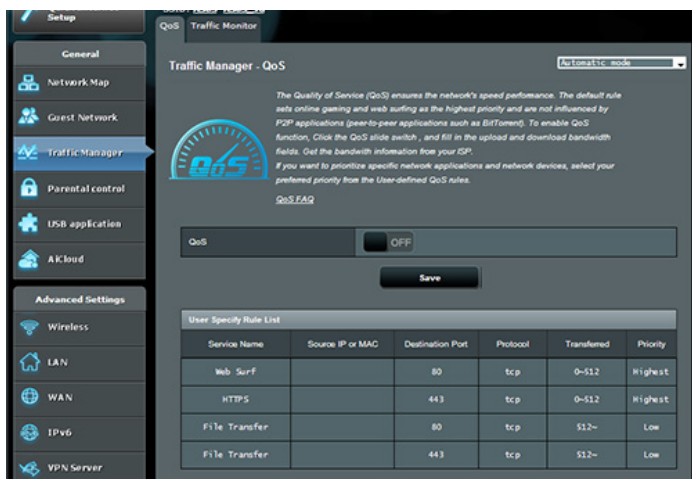 Setup
QoS Traffic Monitor
General
Network Map
Guest Network
Traffic Manager
Parental control
USB application
AiCloud
Advanced Settings
Wireless
LAN
WAN
IPv6
VPN Server
Traffic Manager - QoS
Automatic mode
The Quality of Service (QoS) ensures the network's speed performance. The default rule
sets online gaming and web surfing as the highest priority and are not influenced by
P2P applications (peer-to-peer applications such as BitTorrent). To enable QoS
function, Click the QoS slide switch , and fill in the upload and download bandwidth
fields. Get the bandwith information from your ISP.
If you want to prioritize specific network applications and network devices, select your
preferred priority from the User-defined QoS rules.
QoS FAQ
QoS
QoS OFF
Save
User Specify Rule List
Service Name Source IP or MAC Destination Port Protocol Transferred Priority
Web Surf 80 tcp 0~512 Highest
HTTPS 443 tcp 0~512 Highest
File Transfer 80 tcp 512~ Low
File Transfer 443 tcp 512~ Low